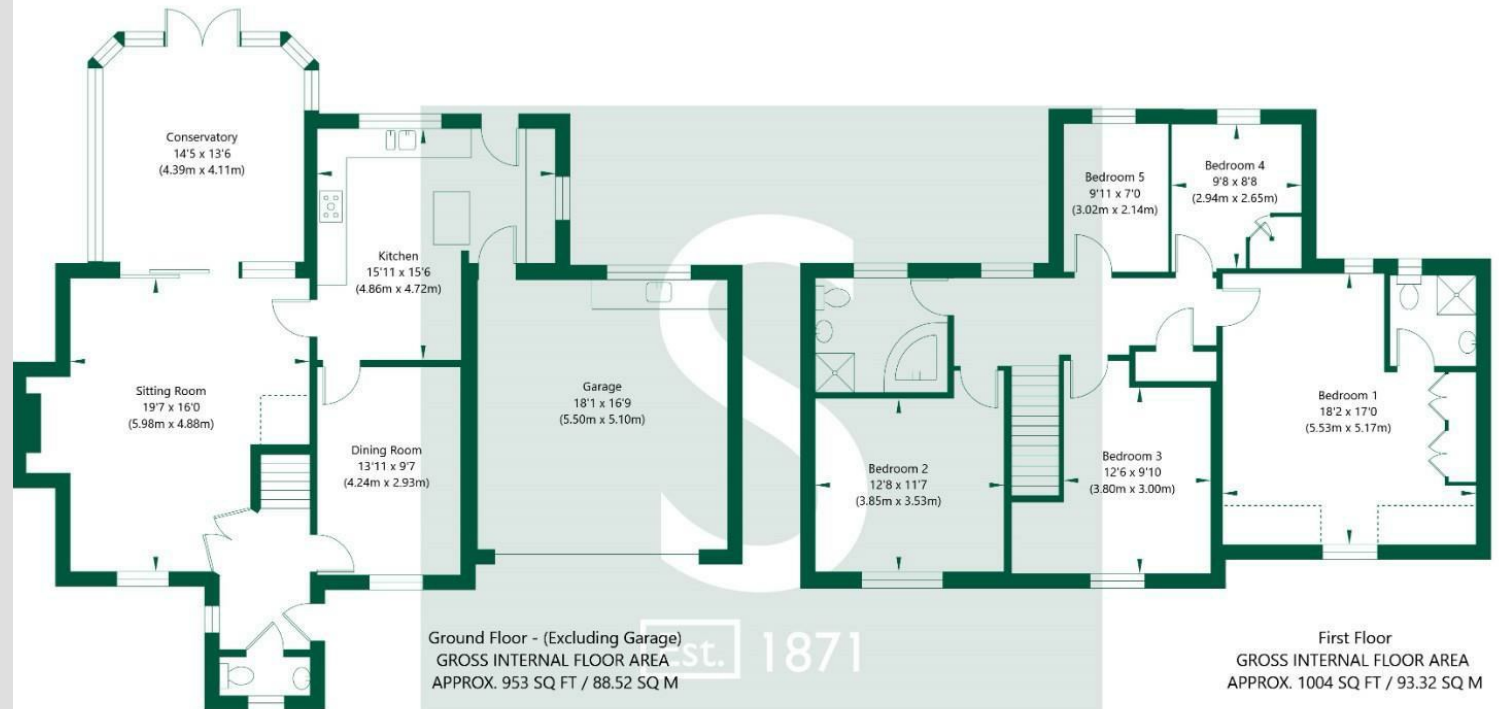 Conservatory
14'5 x 13'6
(4.39m x 4.11m)
Kitchen
15'11 x 15'6
(4.86m x 4.72m)
Sitting Room
19'7 x 16'0
(5.98m x 4.88m)
Dining Room
13'11 x 9'7
(4.24m x 2.93m)
Garage
18'1 x 16'9
(5.50m x 5.10m)
Bedroom 5
9'11 x 7'0
(3.02m x 2.14m)
Bedroom 4
9'8 x 8'8
(2.94m x 2.65m)
Bedroom 1
18'2 x 17'0
(5.53m x 5.17m)
Bedroom 2
12'8 x 11'7
(3.85m x 3.53m)
Bedroom 3
12'6 x 9'10
(3.80m x 3.00m)
S
Est. 1871
Ground Floor - (Excluding Garage)
GROSS INTERNAL FLOOR AREA
APPROX. 953 SQ FT / 88.52 SQ M
First Floor
GROSS INTERNAL FLOOR AREA
APPROX. 1004 SQ FT / 93.32 SQ M